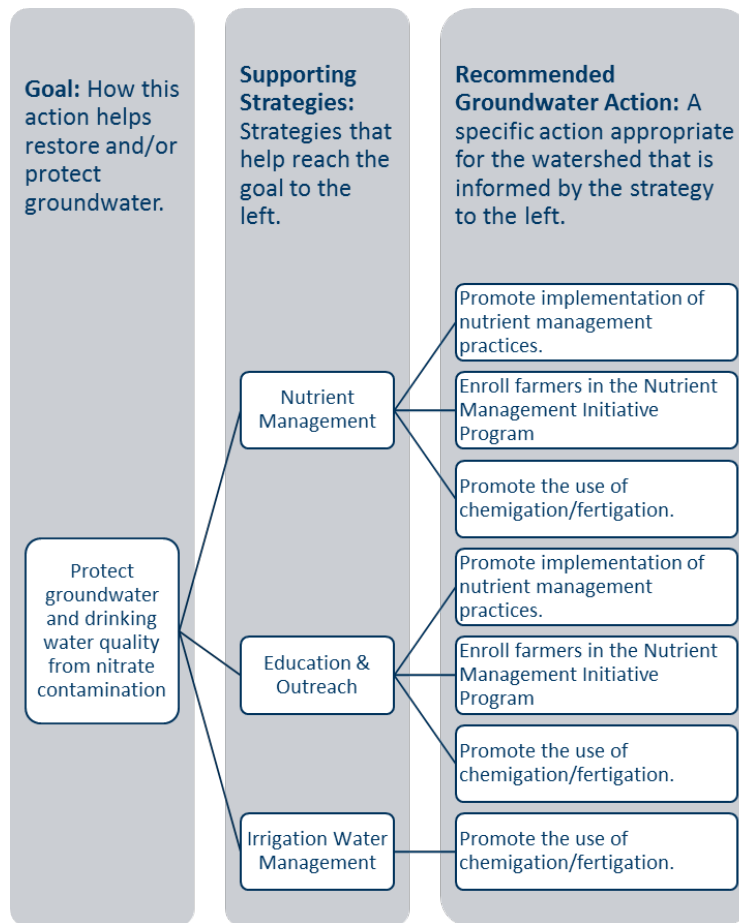 Goal: How this
action helps
restore and/or
protect
groundwater.
Supporting
Strategies:
Strategies that
help reach the
goal to the
left.
Recommended
Groundwater Action: A
specific action appropriate
for the watershed that is
informed by the strategy
to the left.
Protect
groundwater
and drinking
water quality
from nitrate
contamination
Nutrient
Management
Promote implementation of
nutrient management
practices.
Enroll farmers in the Nutrient
Management Initiative
Program
Promote the use of
chemigation/fertigation.
Education &
Outreach
Promote implementation of
nutrient management
practices.
Enroll farmers in the Nutrient
Management Initiative
Program
Promote the use of
chemigation/fertigation.
Irrigation Water
Management
Promote the use of
chemigation/fertigation.